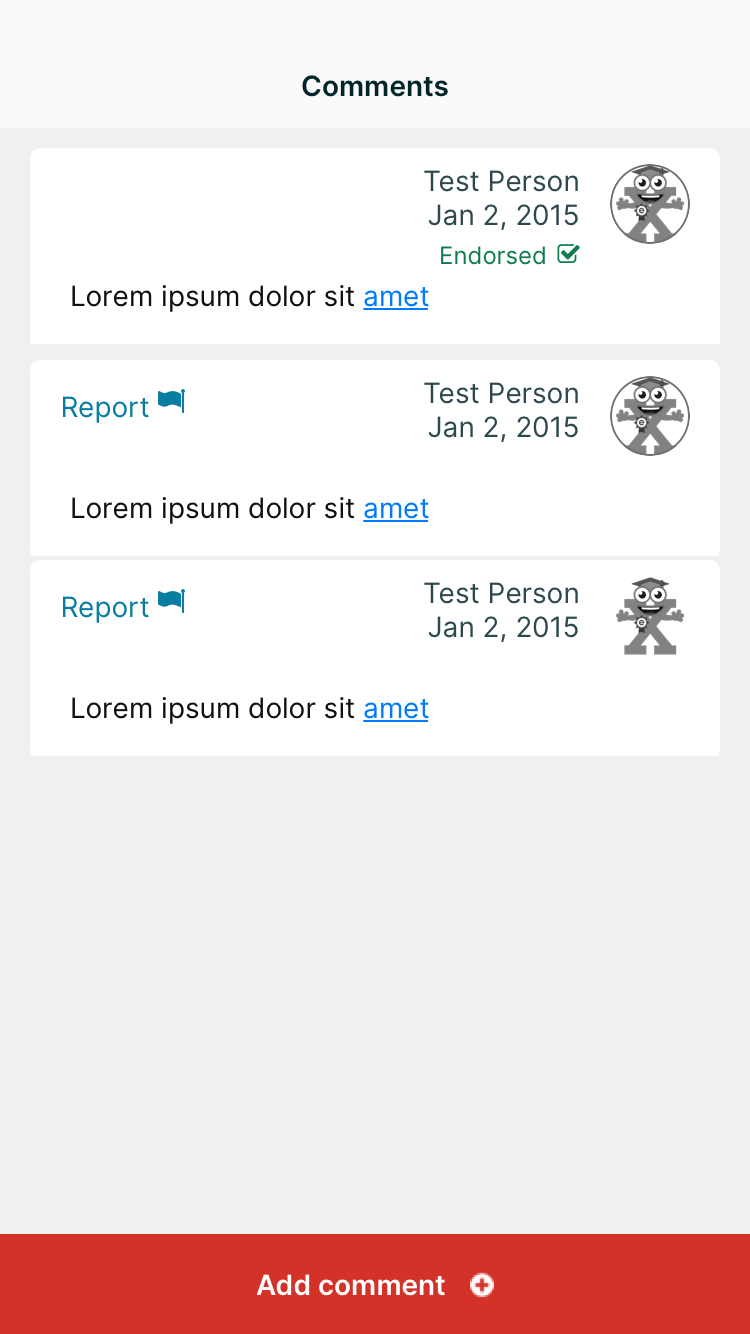 Comments
Test Person
Jan 2, 2015
Endorsed
Lorem ipsum dolor sit amet
Report
Test Person
Jan 2, 2015
Lorem ipsum dolor sit amet
Report
Test Person
Jan 2, 2015
Lorem ipsum dolor sit amet
Add comment